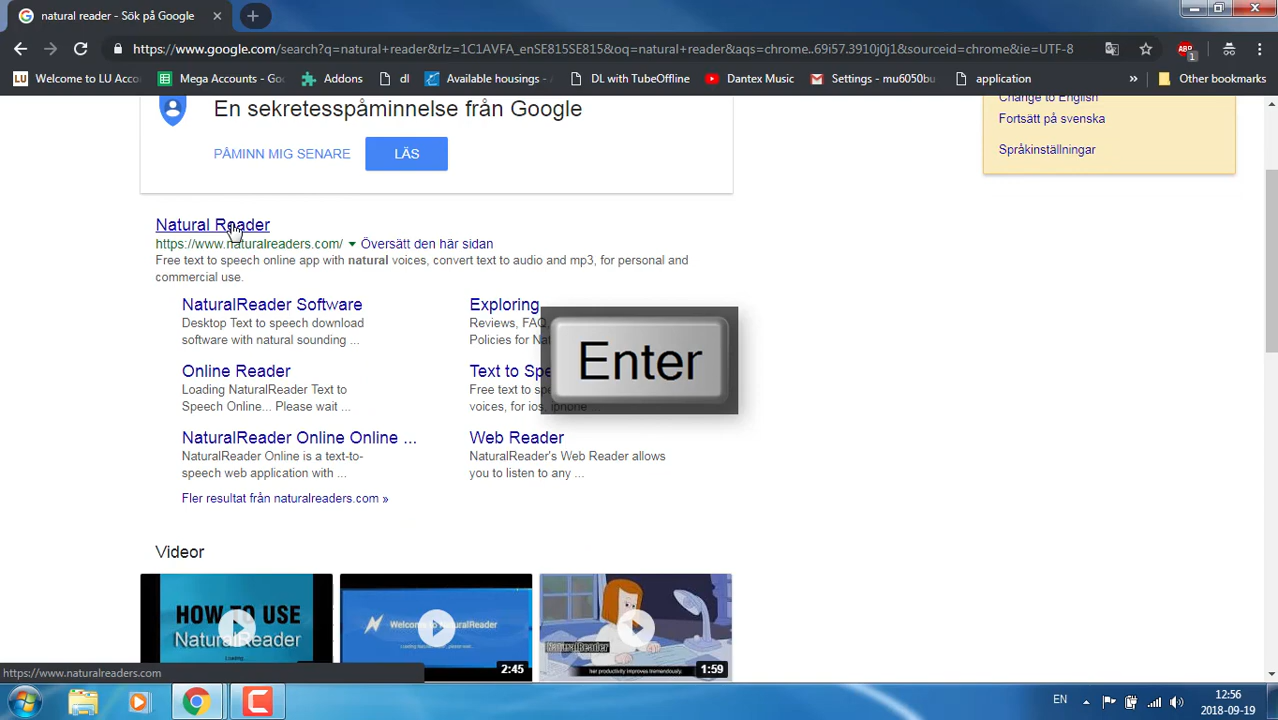 natural reader - Sök på Google
https://www.google.com/search?q=natural+reader&rlz=1C1AVFA_enSE815SE815&oq=natural+reader&aqs=chrome..69i57.3910j0j1&sourceid=chrome&ie=UTF-8
ABP
1
LU Welcome to LU Acco
Mega Accounts - Go
Addons
dl
Available housings -
DL with TubeOffline
Dantex Music
Settings - mu6050bu
application
»
Other bookmarks
En sekretesspåminnelse från Google
PÅMINN MIG SENARE
LÄS
Change to English
Fortsätt på svenska
Språkinställningar
Natural Reader
https://www.naturalreaders.com/ Översätt den här sidan
Free text to speech online app with natural voices, convert text to audio and mp3, for personal and
commercial use.
NaturalReader Software
Desktop Text to speech download
software with natural sounding ...
Exploring
Reviews, FAQ
Policies for Na
Enter
Online Reader
Loading NaturalReader Text to
Speech Online... Please wait ...
Text to Spe
Free text to spe
voices, for ios, iphone ...
NaturalReader Online Online ...
NaturalReader Online is a text-to-
speech web application with ...
Web Reader
NaturalReader's Web Reader allows
you to listen to any ...
Fler resultat från naturalreaders.com »
Videor
HOW TO USE
NaturalReader
Loading...
Welcome to NaturalReader
2:45
NaturalReader
her productivity improves tremendously.
1:59
https://www.naturalreaders.com
EN
12:56
2018-09-19